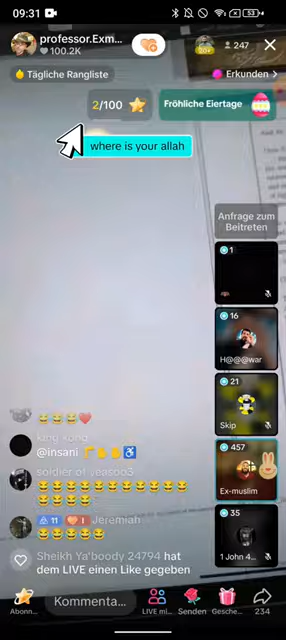 09:31
professor.Exm...
100.2K
20+
247
Tägliche Rangliste
Erkunden >
2/100
Fröhliche Eiertage
where is your allah
Anfrage zum
Beitreten
1
16
H@@@war
21
Skip
457
Ex-muslim
35
1 John 4...
king kong
@insani
soldier of yeasoo3
11
1
Jeremiah
Sheikh Ya'boody 24794 hat
dem LIVE einen Like gegeben
Abonn...
Kommenta...
LIVE mi...
Senden
Gesche...
234